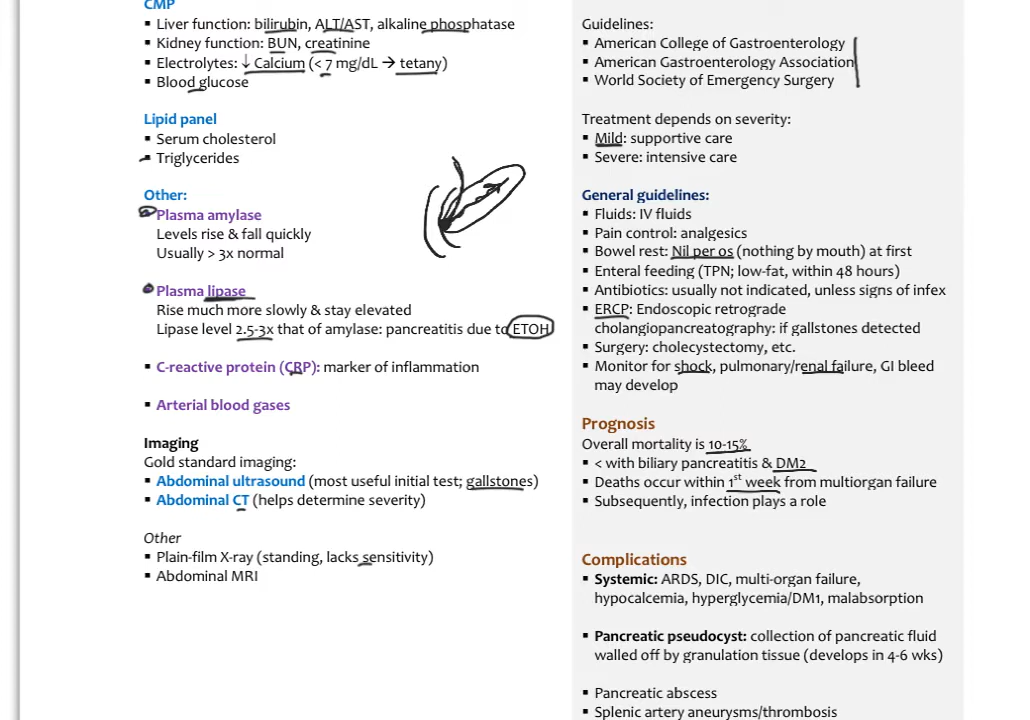 CMP
▪ Liver function: bilirubin, ALT/AST, alkaline phosphatase
▪ Kidney function: BUN, creatinine
▪ Electrolytes: ↓ Calcium (< 7 mg/dL → tetany)
▪ Blood glucose
Lipid panel
▪ Serum cholesterol
▪ Triglycerides
Other:
Plasma amylase
Levels rise & fall quickly
Usually > 3x normal
Plasma lipase
Rise much more slowly & stay elevated
Lipase level 2.5-3x that of amylase: pancreatitis due to ETOH
▪ C-reactive protein (CRP): marker of inflammation
▪ Arterial blood gases
Imaging
Gold standard imaging:
▪ Abdominal ultrasound (most useful initial test; gallstones)
▪ Abdominal CT (helps determine severity)
Other
▪ Plain-film X-ray (standing, lacks sensitivity)
▪ Abdominal MRI
Guidelines:
▪ American College of Gastroenterology
▪ American Gastroenterology Association
▪ World Society of Emergency Surgery
Treatment depends on severity:
▪ Mild: supportive care
▪ Severe: intensive care
General guidelines:
▪ Fluids: IV fluids
▪ Pain control: analgesics
▪ Bowel rest: Nil per os (nothing by mouth) at first
▪ Enteral feeding (TPN; low-fat, within 48 hours)
▪ Antibiotics: usually not indicated, unless signs of infex
▪ ERCP: Endoscopic retrograde
cholangiopancreatography: if gallstones detected
▪ Surgery: cholecystectomy, etc.
▪ Monitor for shock, pulmonary/renal failure, GI bleed
may develop
Prognosis
Overall mortality is 10-15%
▪ < with biliary pancreatitis & DM2
▪ Deaths occur within 1st week from multiorgan failure
▪ Subsequently, infection plays a role
Complications
▪ Systemic: ARDS, DIC, multi-organ failure,
hypocalcemia, hyperglycemia/DM1, malabsorption
▪ Pancreatic pseudocyst: collection of pancreatic fluid
walled off by granulation tissue (develops in 4-6 wks)
▪ Pancreatic abscess
▪ Splenic artery aneurysms/thrombosis